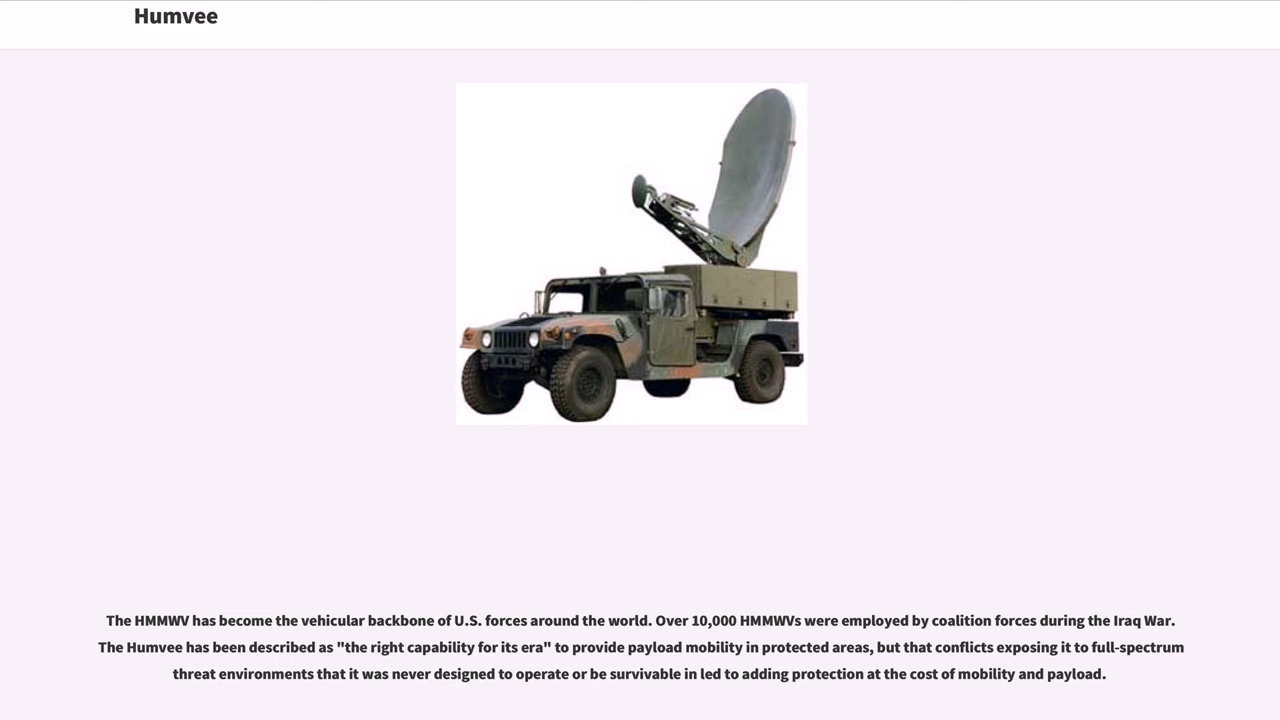 Humvee
The HMMWV has become the vehicular backbone of U.S. forces around the world. Over 10,000 HMMWVs were employed by coalition forces during the Iraq War.
The Humvee has been described as "the right capability for its era" to provide payload mobility in protected areas, but that conflicts exposing it to full-spectrum
threat environments that it was never designed to operate or be survivable in led to adding protection at the cost of mobility and payload.